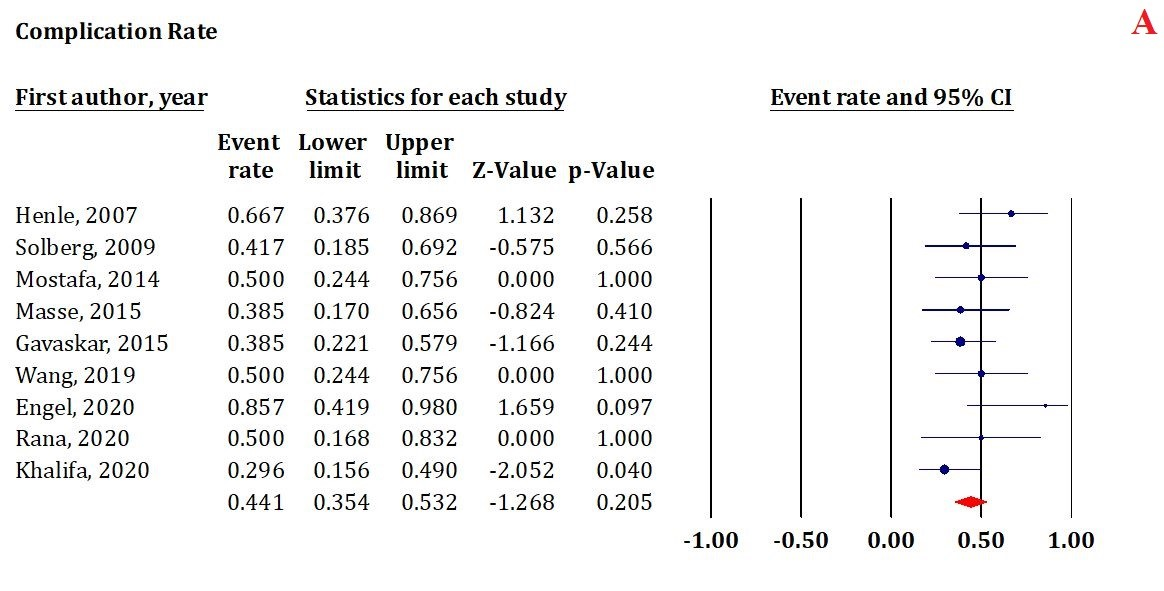 Complication Rate A
First author, year Statistics for each study Event rate and 95% CI
Event Lower Upper
rate limit limit Z-Value p-Value
Henle, 2007 0.667 0.376 0.869 1.132 0.258
Solberg, 2009 0.417 0.185 0.692 -0.575 0.566
Mostafa, 2014 0.500 0.244 0.756 0.000 1.000
Masse, 2015 0.385 0.170 0.656 -0.824 0.410
Gavaskar, 2015 0.385 0.221 0.579 -1.166 0.244
Wang, 2019 0.500 0.244 0.756 0.000 1.000
Engel, 2020 0.857 0.419 0.980 1.659 0.097
Rana, 2020 0.500 0.168 0.832 0.000 1.000
Khalifa, 2020 0.296 0.156 0.490 -2.052 0.040
0.441 0.354 0.532 -1.268 0.205
-1.00 -0.50 0.00 0.50 1.00